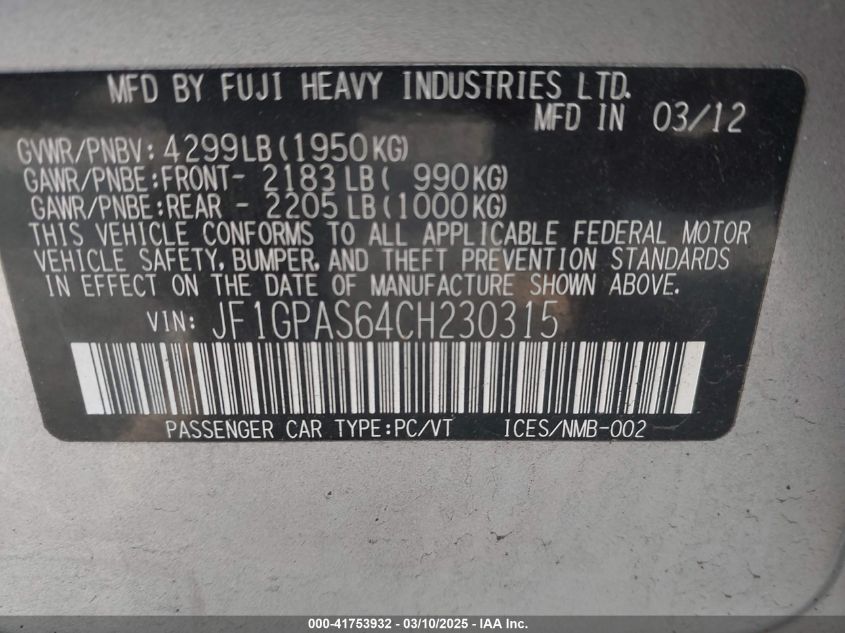 MFD BY FUJI HEAVY INDUSTRIES LTD.
MFD IN 03/12
GVWR/PNBV: 4299LB(1950KG)
GAWR/PNBE:FRONT- 2183 LB( 990KG)
GAWR/PNBE:REAR - 2205 LB(1000KG)
THIS VEHICLE CONFORMS TO ALL APPLICABLE FEDERAL MOTOR
VEHICLE SAFETY, BUMPER, AND THEFT PREVENTION STANDARDS
IN EFFECT ON THE DATE OF MANUFACTURE SHOWN ABOVE.
VIN: JF1GPAS64CH230315
PASSENGER CAR TYPE:PC/VT ICES/NMB-002
000-41753932 — 03/10/2025 — IAA Inc.